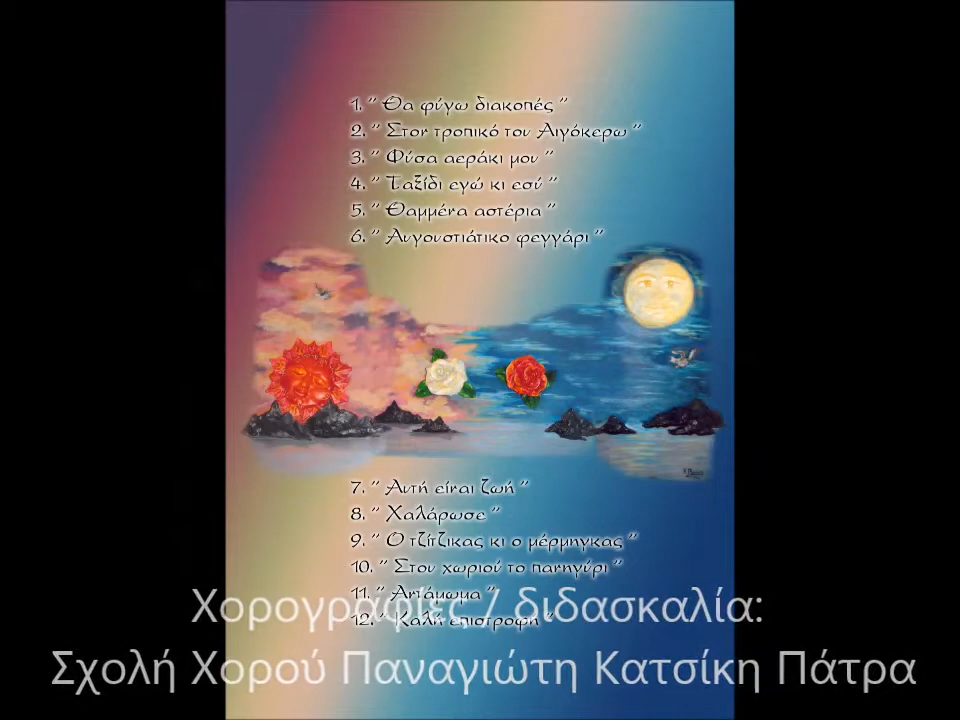 1. " Θα φύγω διακοπές "
2. " Στον τροπικό του Αιγόκερω "
3. " Φύσα αεράκι μου "
4. " Ταξίδι εγώ κι εσύ "
5. " Θαμμένα αστέρια "
6. " Αυγουστιάτικο φεγγάρι "
7. " Αυτή είναι ζωή "
8. " Χαλάρωσε "
9. " Ο τζίτζικας κι ο μέρμηγκας "
10. " Στου χωριού το πανηγύρι "
11. " Αντάμωμα "
12. " Καλή επιστροφή "
Χορογραφίες / διδασκαλία:
Σχολή Χορού Παναγιώτη Κατσίκη Πάτρα